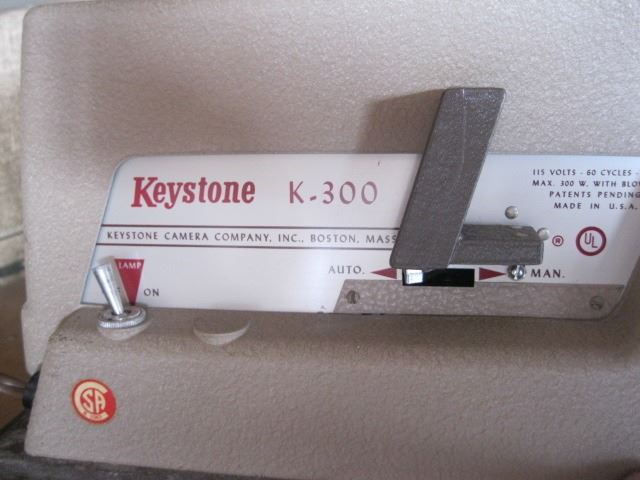 115 VOLTS - 60 CYCLES -
MAX. 300 W. WITH BLO
PATENTS PENDING
MADE IN U.S.A.
Keystone K-300
KEYSTONE CAMERA COMPANY, INC., BOSTON, MASS
® UL
LAMP
ON
AUTO. MAN.
CSA